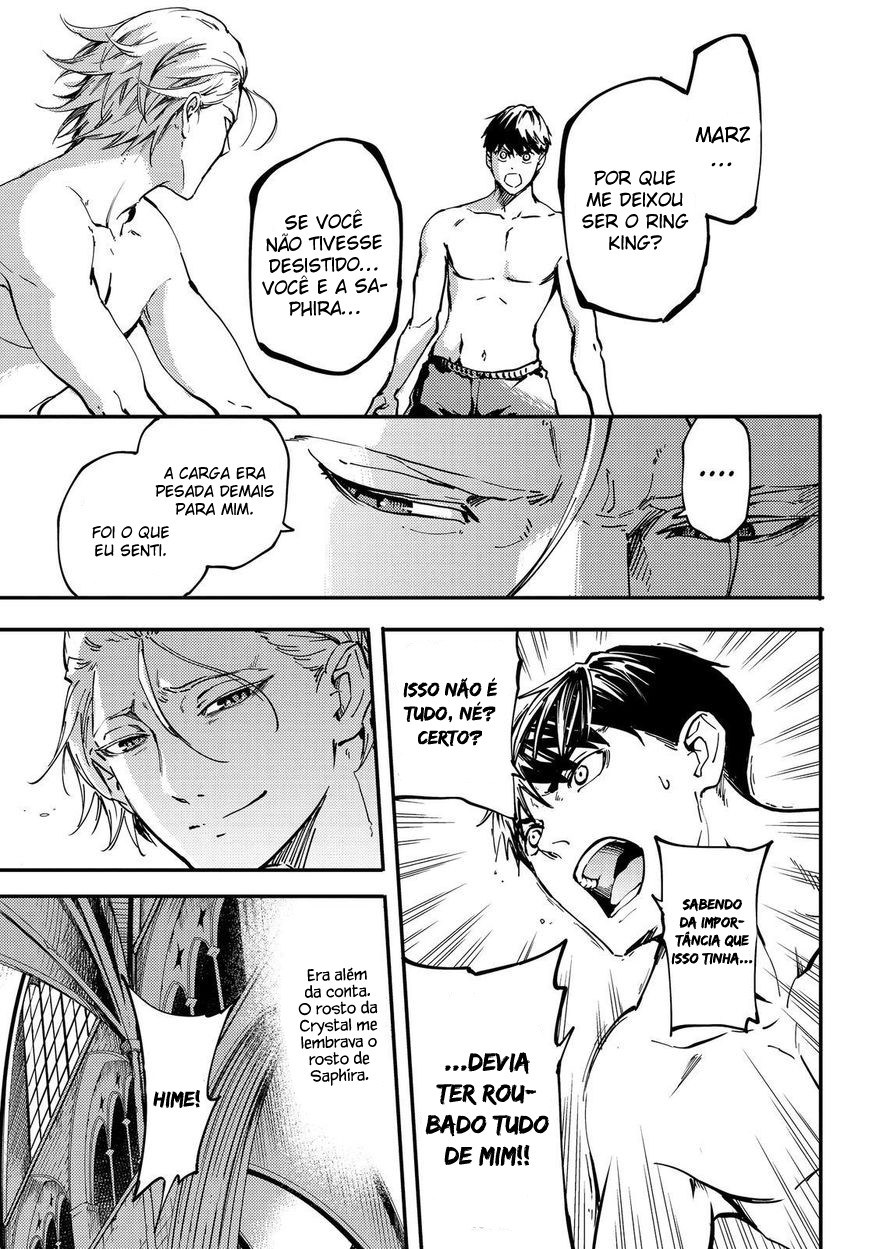 MARZ
...
POR QUE
ME DEIXOU
SER O RING
KING?
SE VOCÊ
NÃO TIVESSE
DESISTIDO...
VOCÊ E A SA-
PHIRA...
....
A CARGA ERA
PESADA DEMAIS
PARA MIM.
FOI O QUE
EU SENTI.
ISSO NÃO É
TUDO, NÉ?
CERTO?
SABENDO
DA IMPOR-
TÂNCIA QUE
ISSO TINHA...
...DEVIA
TER ROU-
BADO TUDO
DE MIM!!
Era além
da conta.
O rosto da
Crystal me
lembrava o
rosto de
Saphira.
HIME!